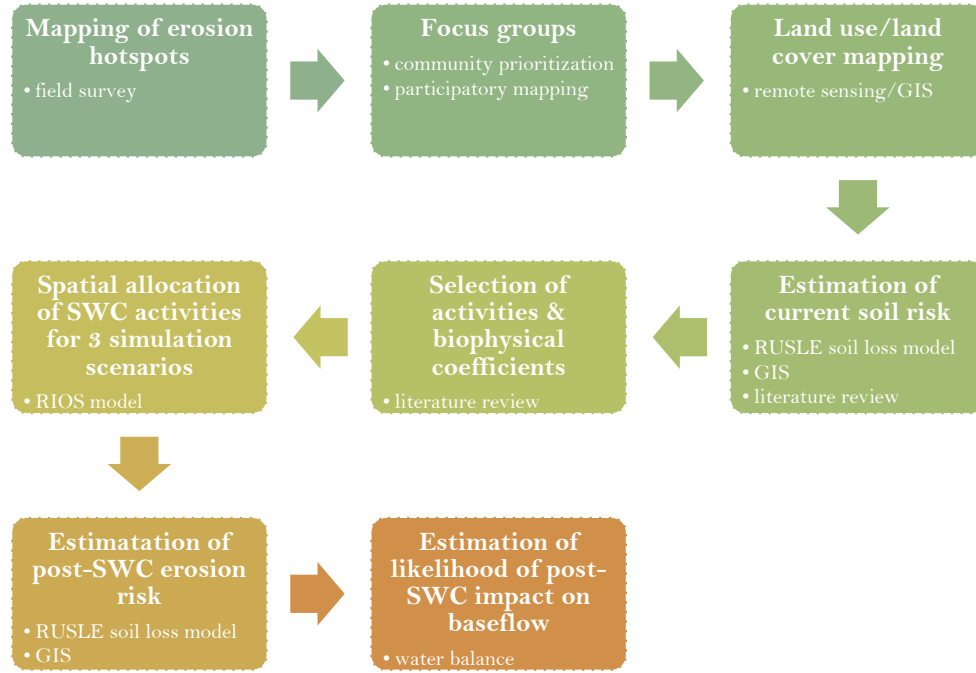 Mapping of erosion
hotspots
• field survey
Focus groups
• community prioritization
• participatory mapping
Land use/land
cover mapping
• remote sensing/GIS
Estimation of
current soil risk
• RUSLE soil loss model
• GIS
• literature review
Selection of
activities &
biophysical
coefficients
• literature review
Spatial allocation
of SWC activities
for 3 simulation
scenarios
• RIOS model
Estimatation of
post-SWC erosion
risk
• RUSLE soil loss model
• GIS
Estimation of
likelihood of post-
SWC impact on
baseflow
• water balance